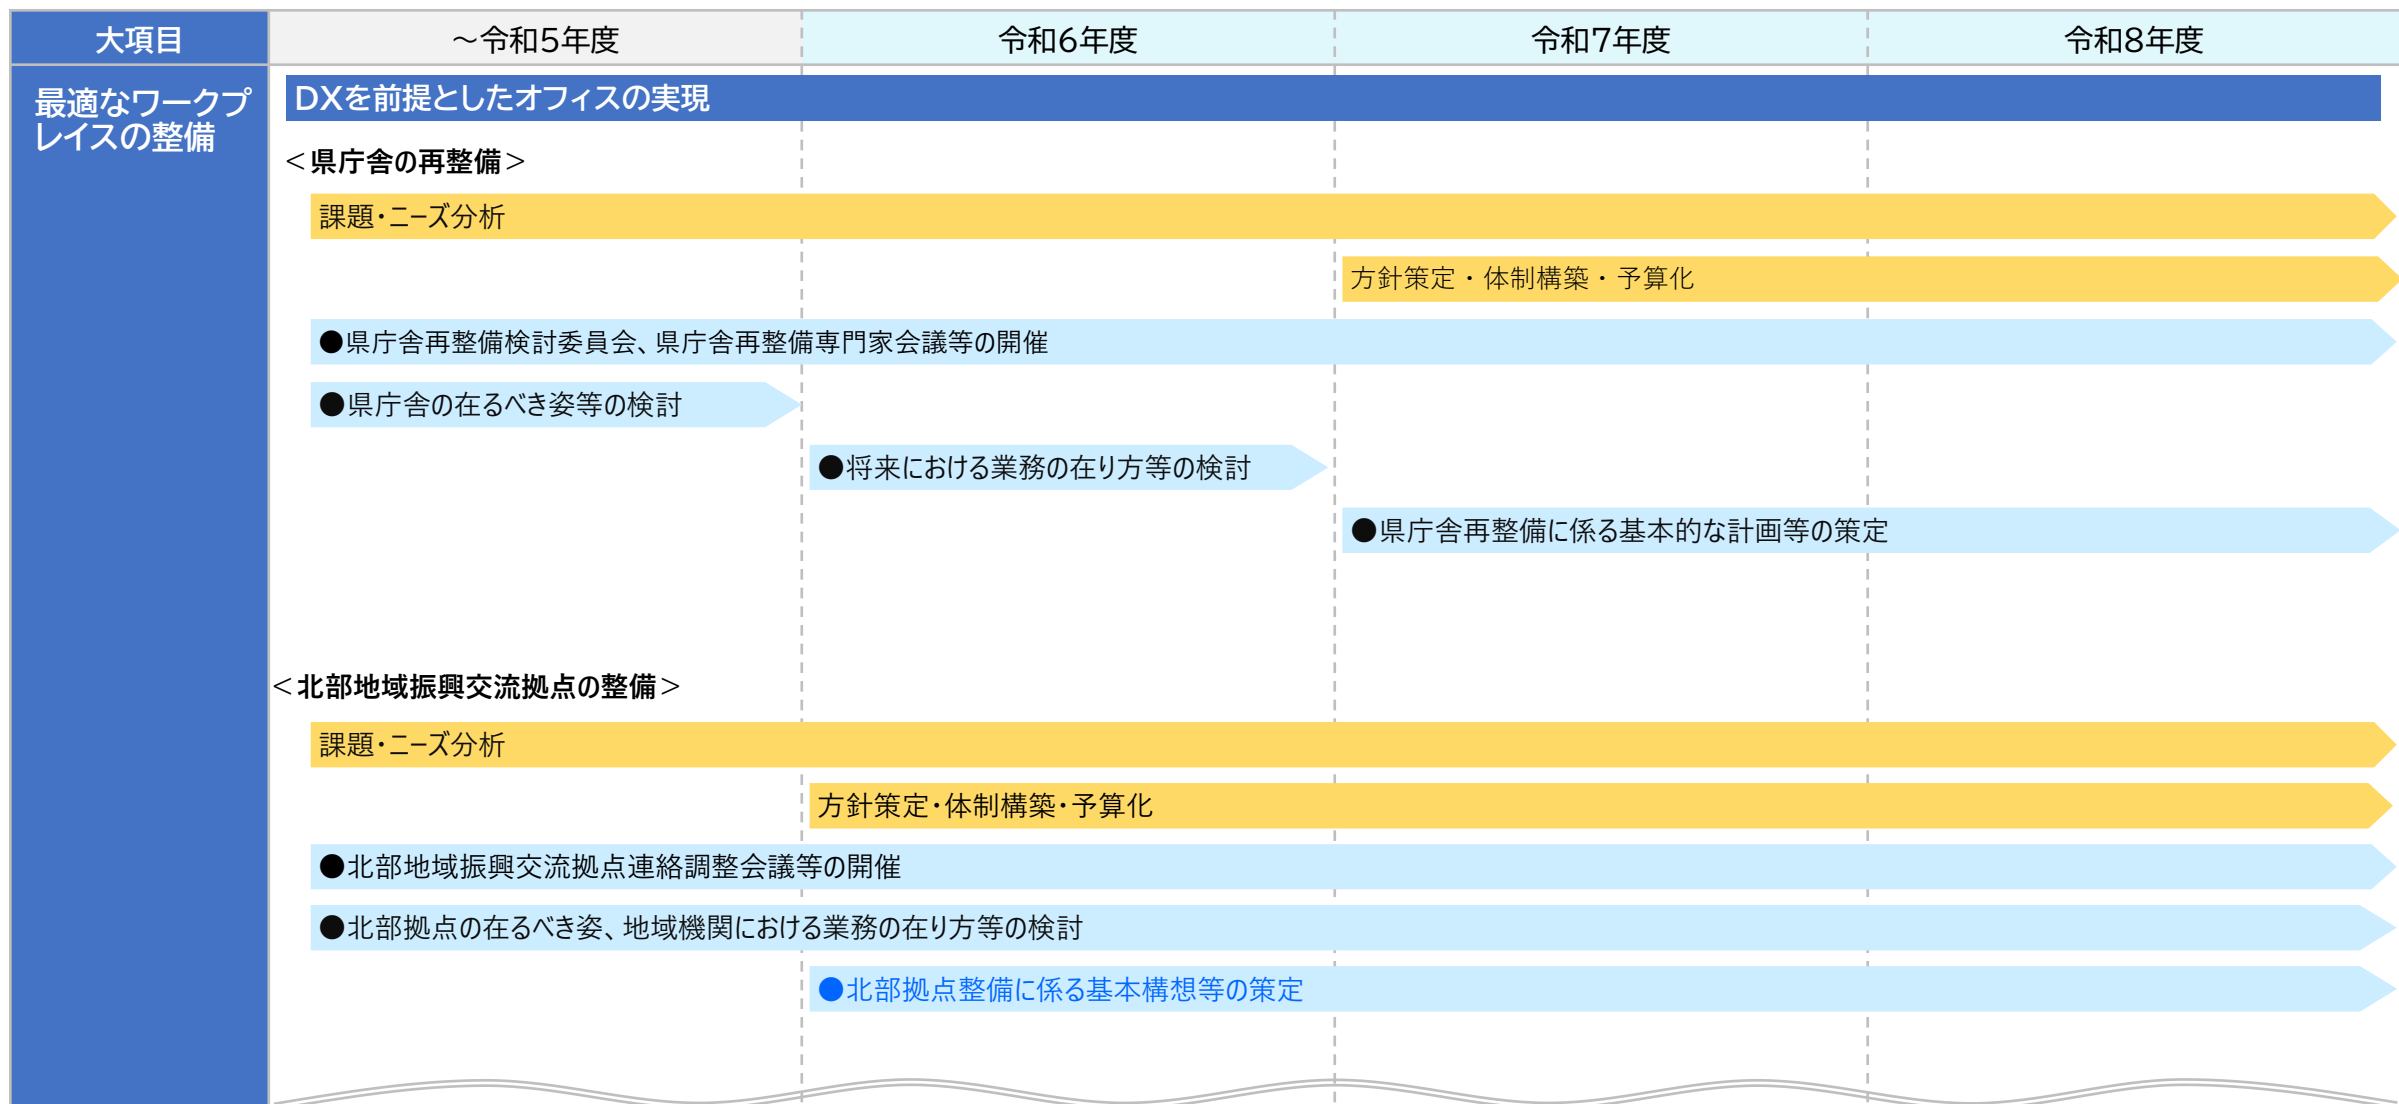 大項目
～令和5年度
令和6年度
令和7年度
令和8年度
最適なワークプ
レイスの整備
DXを前提としたオフィスの実現
＜県庁舎の再整備＞
課題・ニーズ分析
方針策定・体制構築・予算化
●県庁舎再整備検討委員会、県庁舎再整備専門家会議等の開催
●県庁舎の在るべき姿等の検討
●将来における業務の在り方等の検討
●県庁舎再整備に係る基本的な計画等の策定
＜北部地域振興交流拠点の整備＞
課題・ニーズ分析
方針策定・体制構築・予算化
●北部地域振興交流拠点連絡調整会議等の開催
●北部拠点の在るべき姿、地域機関における業務の在り方等の検討
●北部拠点整備に係る基本構想等の策定